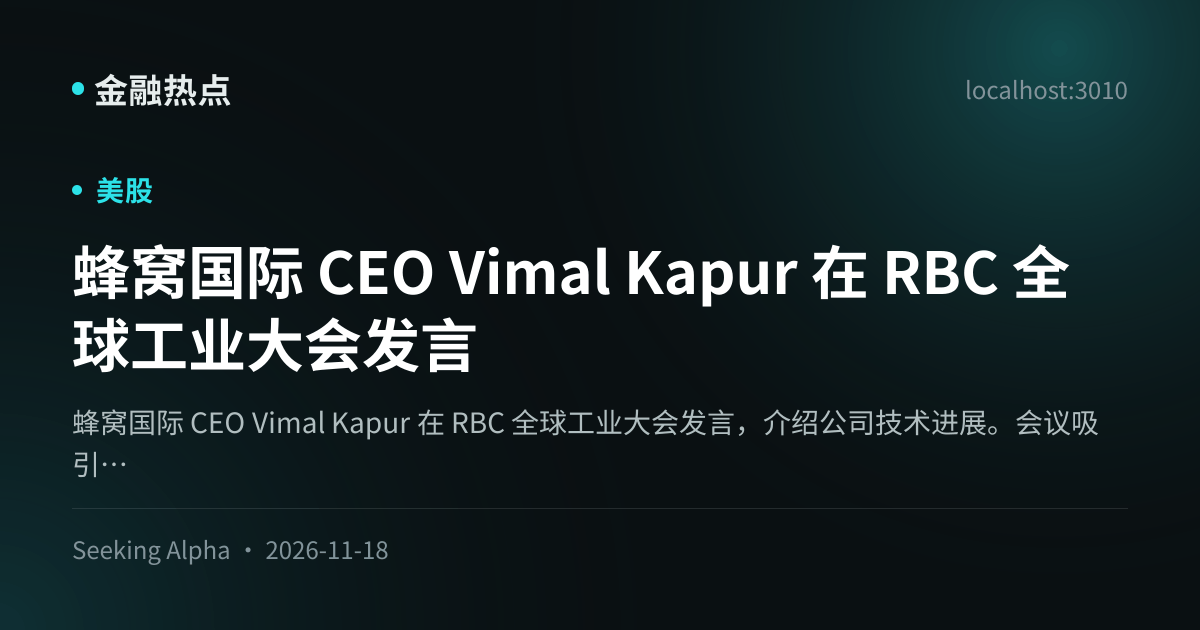 金融热点
localhost:3010
美股
蜂窝国际 CEO Vimal Kapur 在 RBC 全
球工业大会发言
蜂窝国际 CEO Vimal Kapur 在 RBC 全球工业大会发言，介绍公司技术进展。会议吸
引…
Seeking Alpha · 2026-11-18